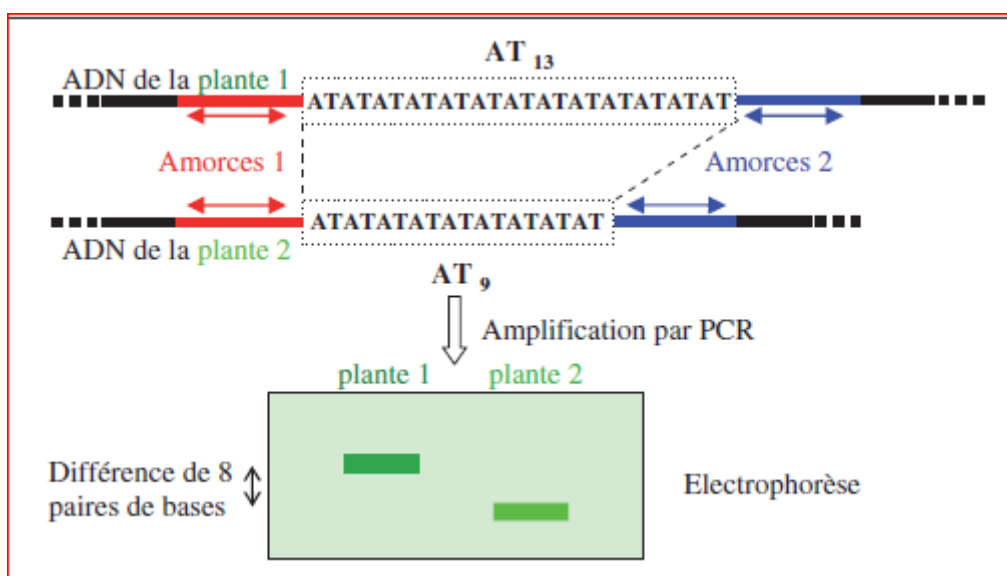 AT 13
ADN de la plante 1
ATATATATATATATATATATATATAT
Amorces 1
Amorces 2
ATATATATATATATATAT
ADN de la plante 2
AT 9
Amplification par PCR
plante 1
plante 2
Différence de 8
paires de bases
Electrophorèse